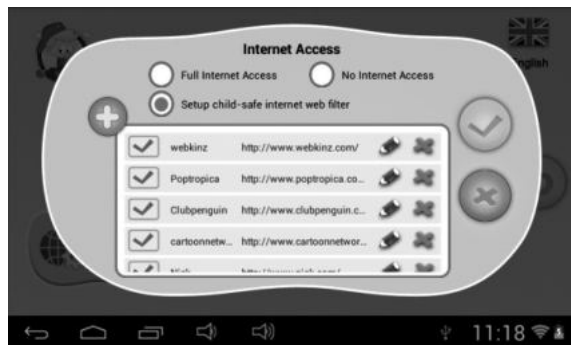 Internet Access
Full Internet Access No Internet Access
English
Setup child-safe internet web filter
webkinz http://www.webkinz.com/
Poptropica http://www.poptropica.co...
Clubpenguin http://www.clubpenguin.c...
cartoonnetw... http://www.cartoonnetwor...
11:18